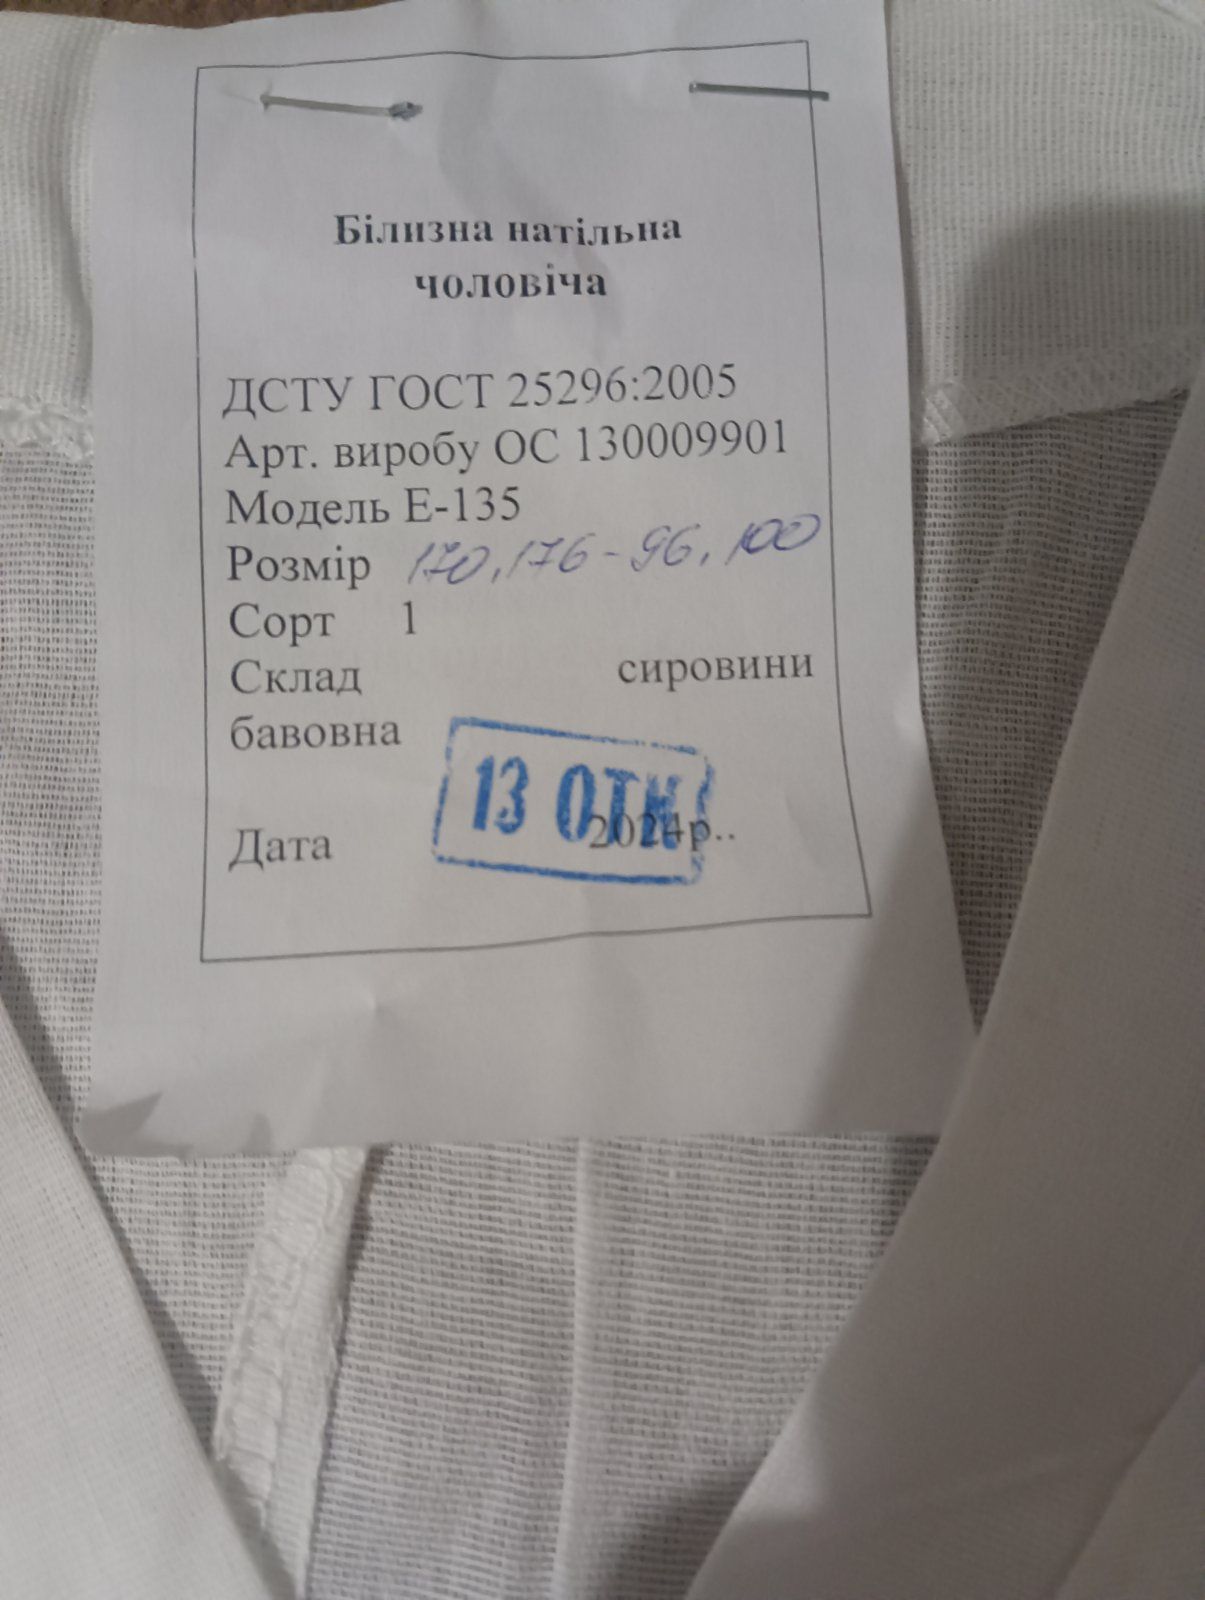 Білизна натільна
чоловіча
ДСТУ ГОСТ 25296:2005
Арт. виробу ОС 130009901
Модель Е-135
Розмір 170,176-96,100
Сорт 1
Склад сировини
бавовна
13 ОТК
Дата 2024р..